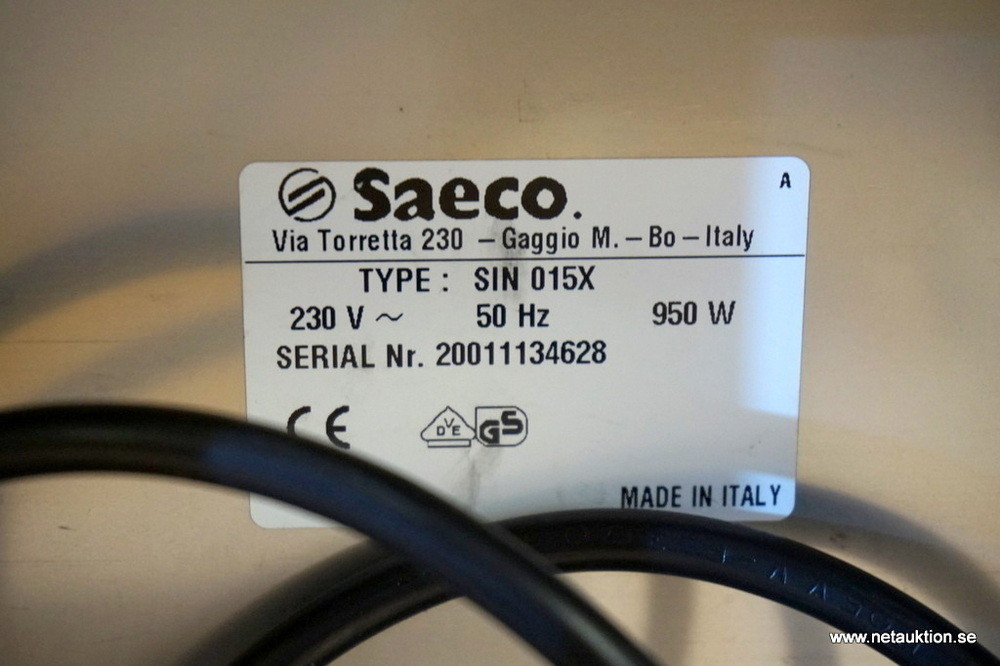 Saeco.
A
Via Torretta 230 – Gaggio M. – Bo – Italy
TYPE : SIN 015X
230 V ~ 50 Hz 950 W
SERIAL Nr. 20011134628
CE DVE GS
MADE IN ITALY
www.netauktion.se